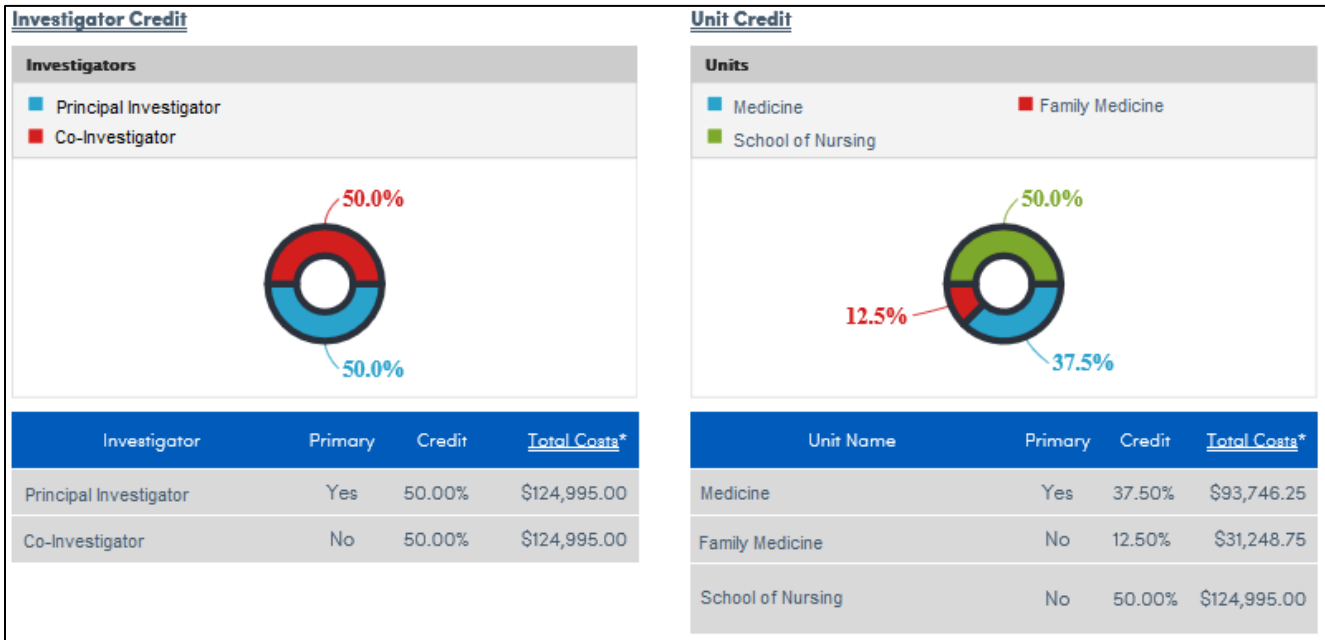 Investigator Credit
Investigators
Principal Investigator
Co-Investigator
50.0%
50.0%
Investigator Primary Credit Total Costs*
Principal Investigator Yes 50.00% $124,995.00
Co-Investigator No 50.00% $124,995.00
Unit Credit
Units
Medicine Family Medicine
School of Nursing
50.0%
12.5%
37.5%
Unit Name Primary Credit Total Costs*
Medicine Yes 37.50% $93,746.25
Family Medicine No 12.50% $31,248.75
School of Nursing No 50.00% $124,995.00